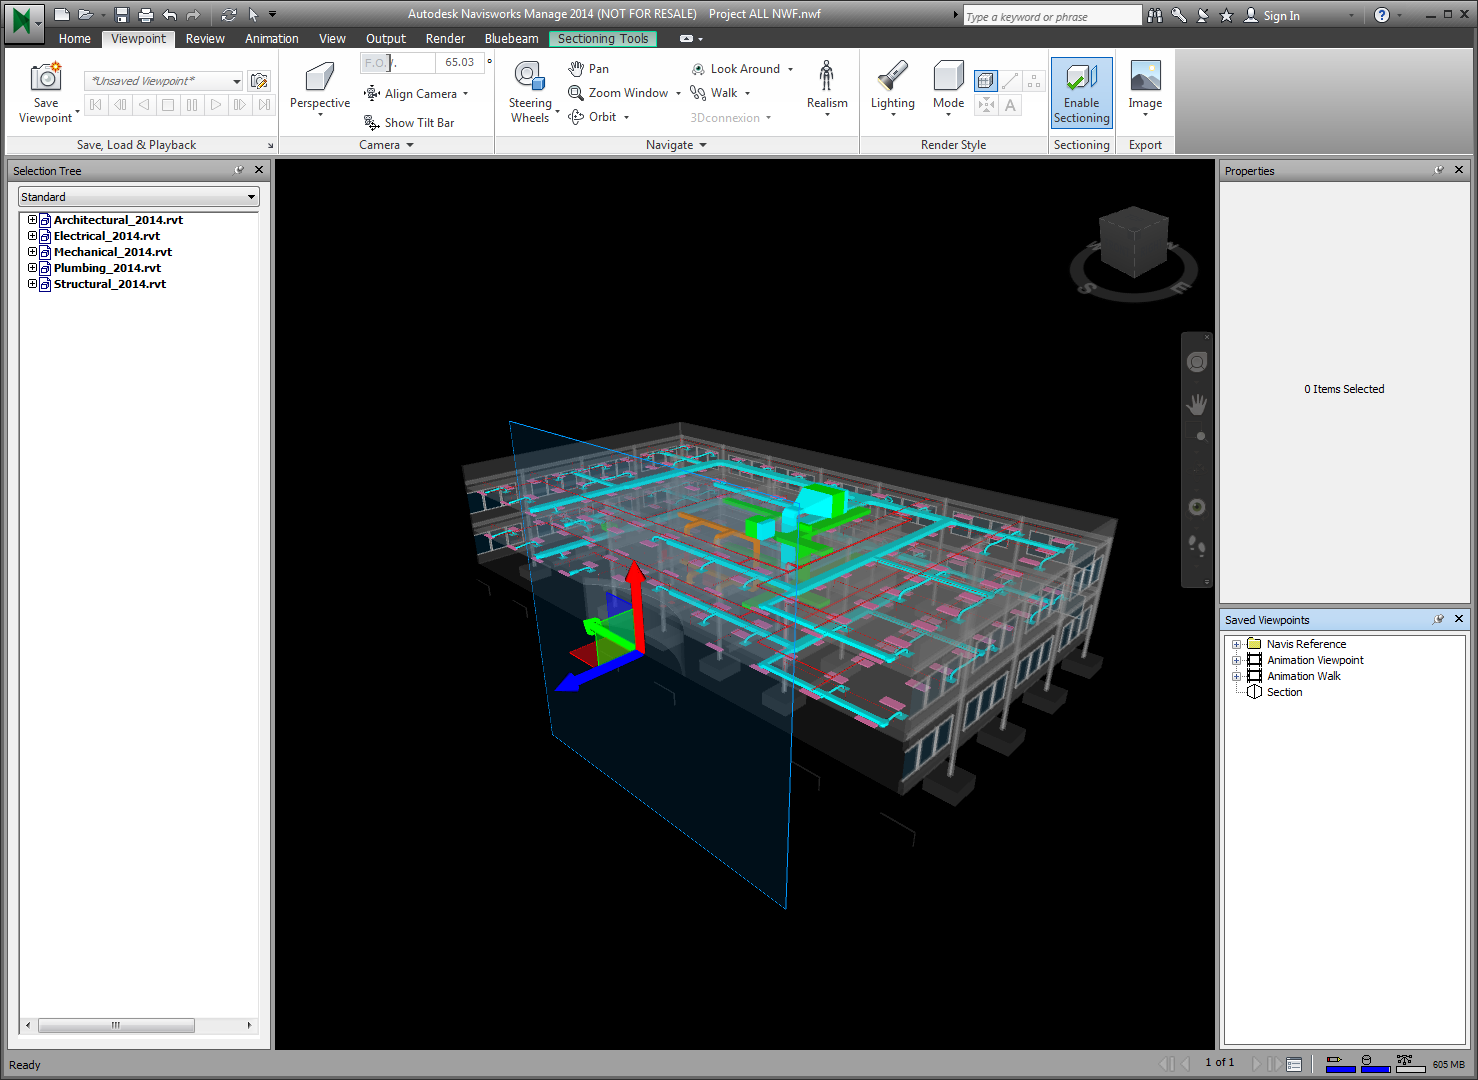 Autodesk Navisworks Manage 2014 (NOT FOR RESALE) Project ALL NWF.nwf
Type a keyword or phrase
Sign In
Home Viewpoint Review Animation View Output Render Bluebeam Sectioning Tools
Save Viewpoint
*Unsaved Viewpoint*
Save, Load & Playback
Perspective
F.O.V.
65.03 °
Align Camera
Show Tilt Bar
Camera
Steering Wheels
Pan
Zoom Window
Orbit
Look Around
Walk
3Dconnexion
Realism
Navigate
Lighting
Mode
A
Render Style
Enable Sectioning
Sectioning
Image
Export
Selection Tree
Standard
Architectural_2014.rvt
Electrical_2014.rvt
Mechanical_2014.rvt
Plumbing_2014.rvt
Structural_2014.rvt
N
S
E
Properties
0 Items Selected
Saved Viewpoints
Navis Reference
Animation Viewpoint
Animation Walk
Section
Ready
1 of 1
605 MB